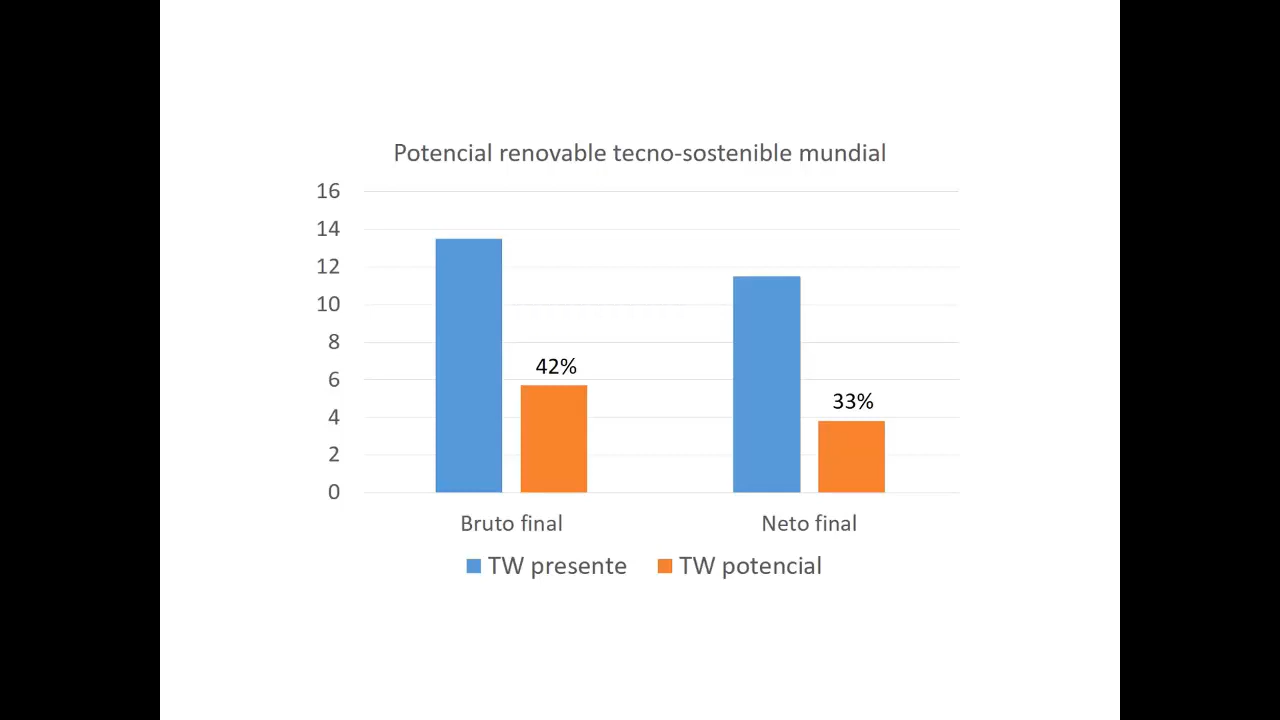 Potencial renovable tecno-sostenible mundial
16
14
12
10
8
6
4
2
0
42%
33%
Bruto final
Neto final
TW presente
TW potencial